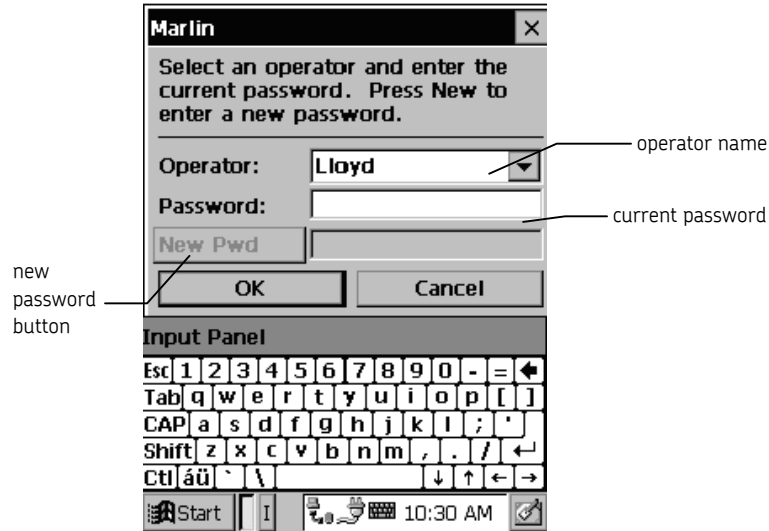 Marlin
Select an operator and enter the
current password. Press New to
enter a new password.
Operator: Lloyd
operator name
Password:
current password
New Pwd
new
password
button
OK Cancel
Input Panel
Esc 1 2 3 4 5 6 7 8 9 0 - =
Tab q w e r t y u i o p [ ]
CAP a s d f g h j k l ; '
Shift z x c v b n m , . /
Ctl áü ` \
Start I 10:30 AM